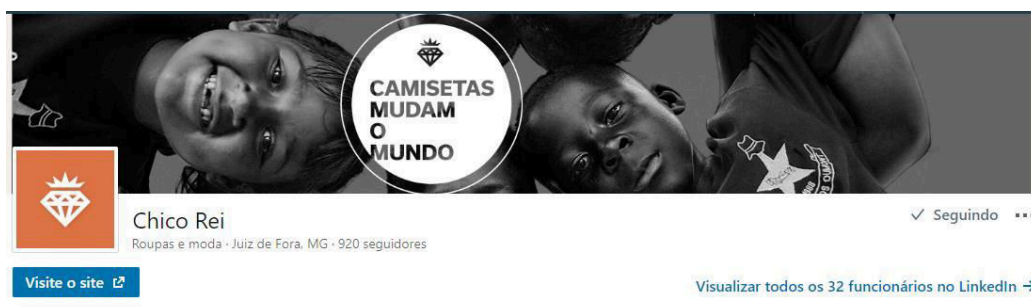 CAMISETAS
MUDAM
O
MUNDO
Chico Rei
Seguindo
Roupas e moda · Juiz de Fora, MG · 920 seguidores
Visite o site
Visualizar todos os 32 funcionários no LinkedIn